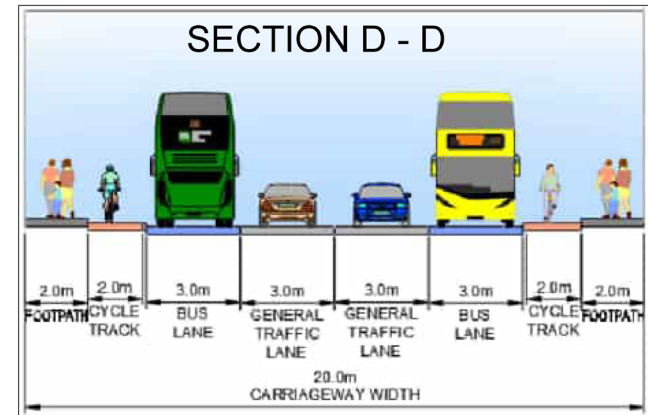 SECTION D - D
2.0m 2.0m 3.0m 3.0m 3.0m 3.0m 2.0m 2.0m
FOOTPATH CYCLE BUS GENERAL GENERAL BUS CYCLE FOOTPATH
TRACK LANE TRAFFIC TRAFFIC LANE TRACK
LANE LANE
20.0m
CARRIAGEWAY WIDTH